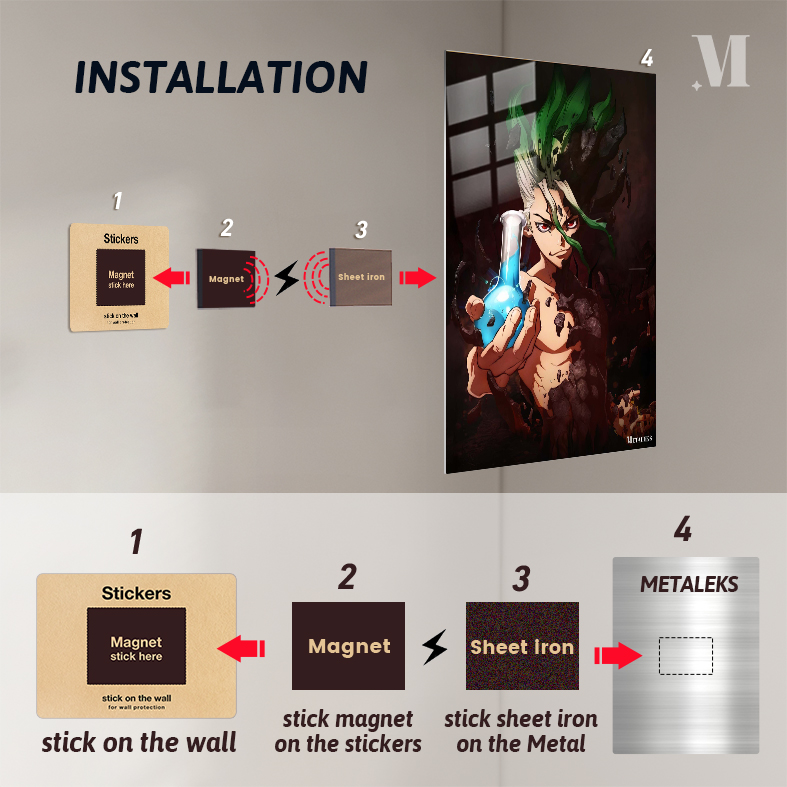 INSTALLATION
M
4
1
2
3
Stickers
Magnet
stick here
stick on the wall
for wall protection
Magnet
Sheet iron
METALEKS
1
2
3
4
Stickers
Magnet
stick here
stick on the wall
for wall protection
Magnet
Sheet iron
METALEKS
stick on the wall
stick magnet
on the stickers
stick sheet iron
on the Metal